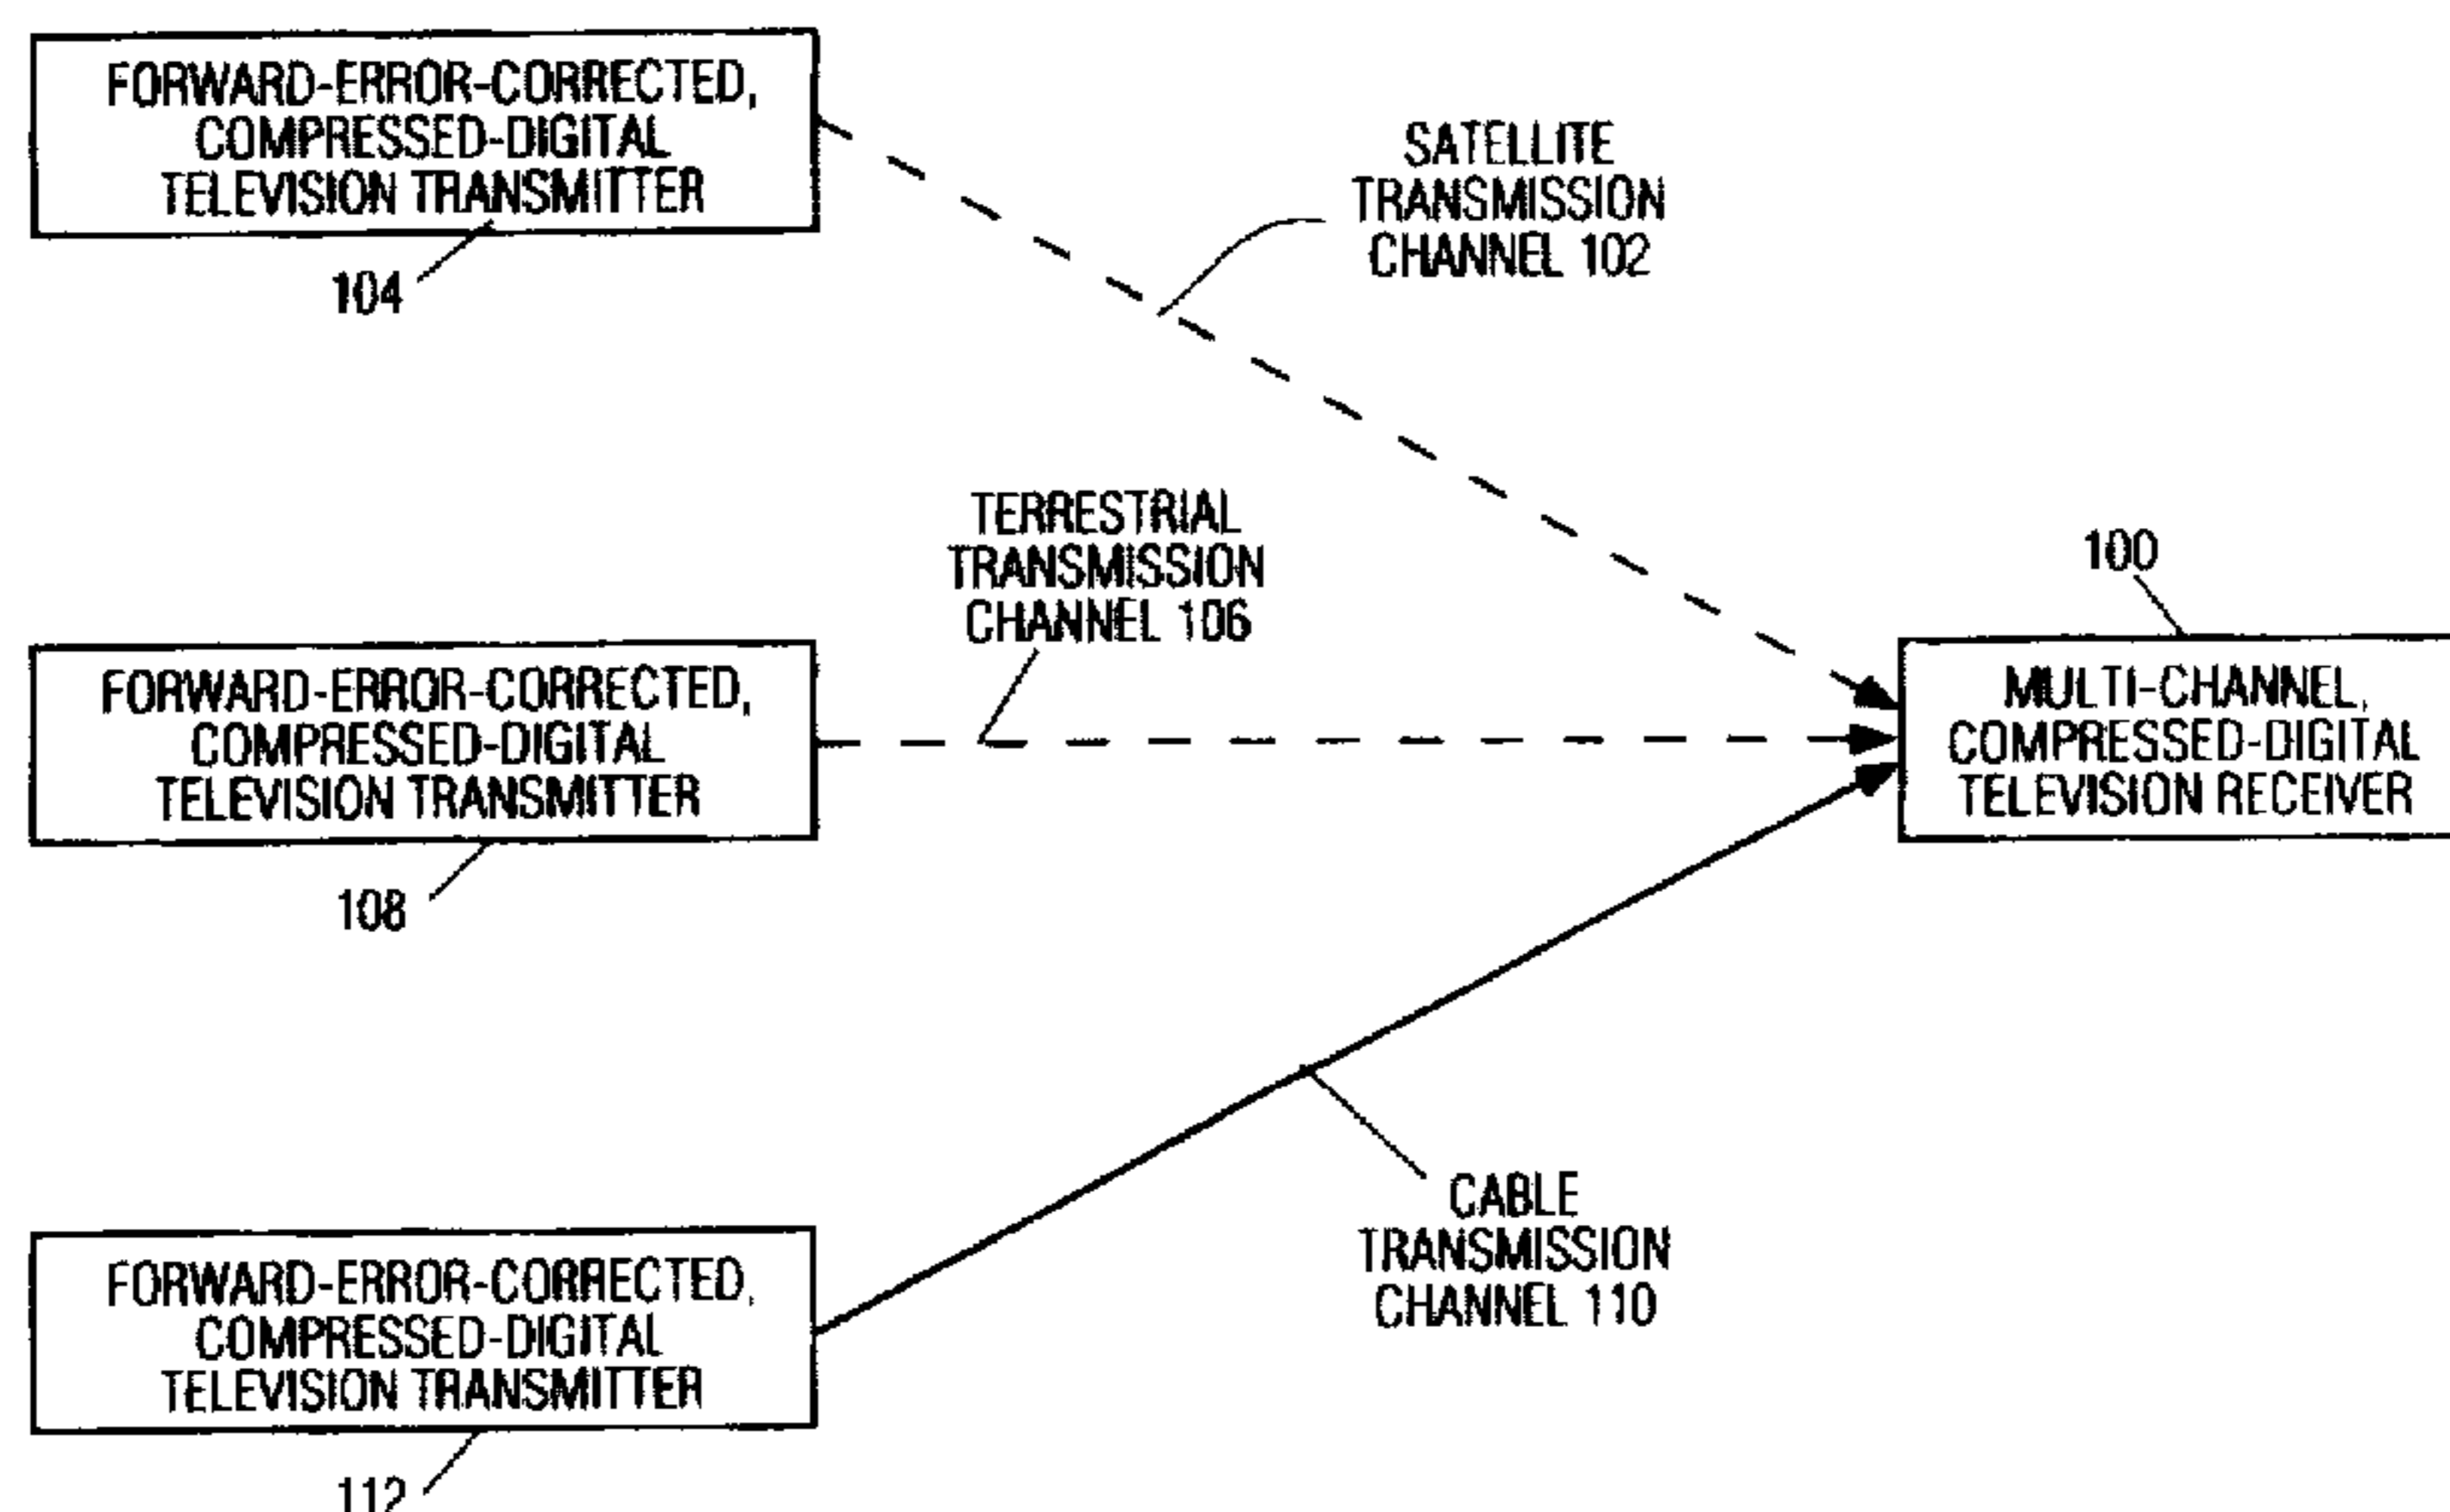 FORWARD-ERROR-CORRECTED,
COMPRESSED-DIGITAL
TELEVISION TRANSMITTER
104
SATELLITE
TRANSMISSION
CHANNEL 102
TERRESTRIAL
TRANSMISSION
CHANNEL 106
100
FORWARD-ERROR-CORRECTED,
COMPRESSED-DIGITAL
TELEVISION TRANSMITTER
108
MULTI-CHANNEL,
COMPRESSED-DIGITAL
TELEVISION RECEIVER
CABLE
TRANSMISSION
CHANNEL 110
FORWARD-ERROR-CORRECTED,
COMPRESSED-DIGITAL
TELEVISION TRANSMITTER
112